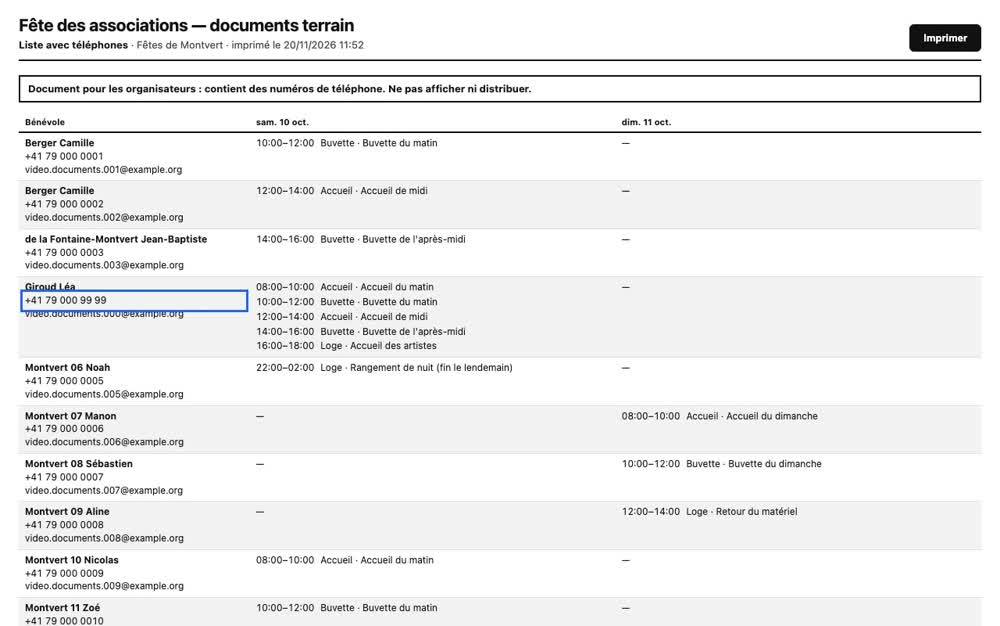 Fête des associations — documents terrain
Liste avec téléphones · Fêtes de Montvert · imprimé le 20/11/2026 11:52
Imprimer
Document pour les organisateurs : contient des numéros de téléphone. Ne pas afficher ni distribuer.
Bénévole sam. 10 oct. dim. 11 oct.
Berger Camille 10:00–12:00 Buvette · Buvette du matin —
+41 79 000 0001
video.documents.001@example.org
Berger Camille 12:00–14:00 Accueil · Accueil de midi —
+41 79 000 0002
video.documents.002@example.org
de la Fontaine-Montvert Jean-Baptiste 14:00–16:00 Buvette · Buvette de l'après-midi —
+41 79 000 0003
video.documents.003@example.org
Giroud Léa 08:00–10:00 Accueil · Accueil du matin —
+41 79 000 99 99 10:00–12:00 Buvette · Buvette du matin
video.documents.000@example.org 12:00–14:00 Accueil · Accueil de midi
14:00–16:00 Buvette · Buvette de l'après-midi
16:00–18:00 Loge · Accueil des artistes
Montvert 06 Noah 22:00–02:00 Loge · Rangement de nuit (fin le lendemain) —
+41 79 000 0005
video.documents.005@example.org
Montvert 07 Manon — 08:00–10:00 Accueil · Accueil du dimanche
+41 79 000 0006
video.documents.006@example.org
Montvert 08 Sébastien — 10:00–12:00 Buvette · Buvette du dimanche
+41 79 000 0007
video.documents.007@example.org
Montvert 09 Aline — 12:00–14:00 Loge · Retour du matériel
+41 79 000 0008
video.documents.008@example.org
Montvert 10 Nicolas 08:00–10:00 Accueil · Accueil du matin —
+41 79 000 0009
video.documents.009@example.org
Montvert 11 Zoé 10:00–12:00 Buvette · Buvette du matin —
+41 79 000 0010